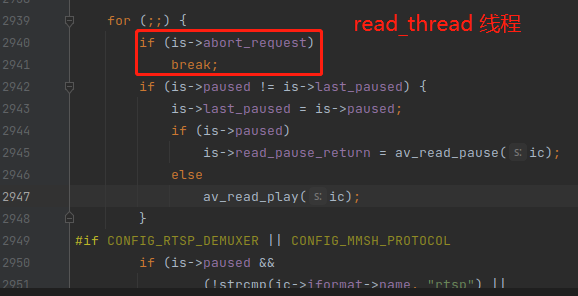 2938
2939 for (;;) {
read_thread 线程
2940 if (is->abort_request)
2941 break;
2942 if (is->paused != is->last_paused) {
2943 is->last_paused = is->paused;
2944 if (is->paused)
2945 is->read_pause_return = av_read_pause( s: ic);
2946 else
2947 av_read_play( s: ic);
2948 }
2949 #if CONFIG_RTSP_DEMUXER || CONFIG_MMSH_PROTOCOL
2950 if (is->paused &&
2951 (!strcmp(ic->iformat->name, "rtsp") ||